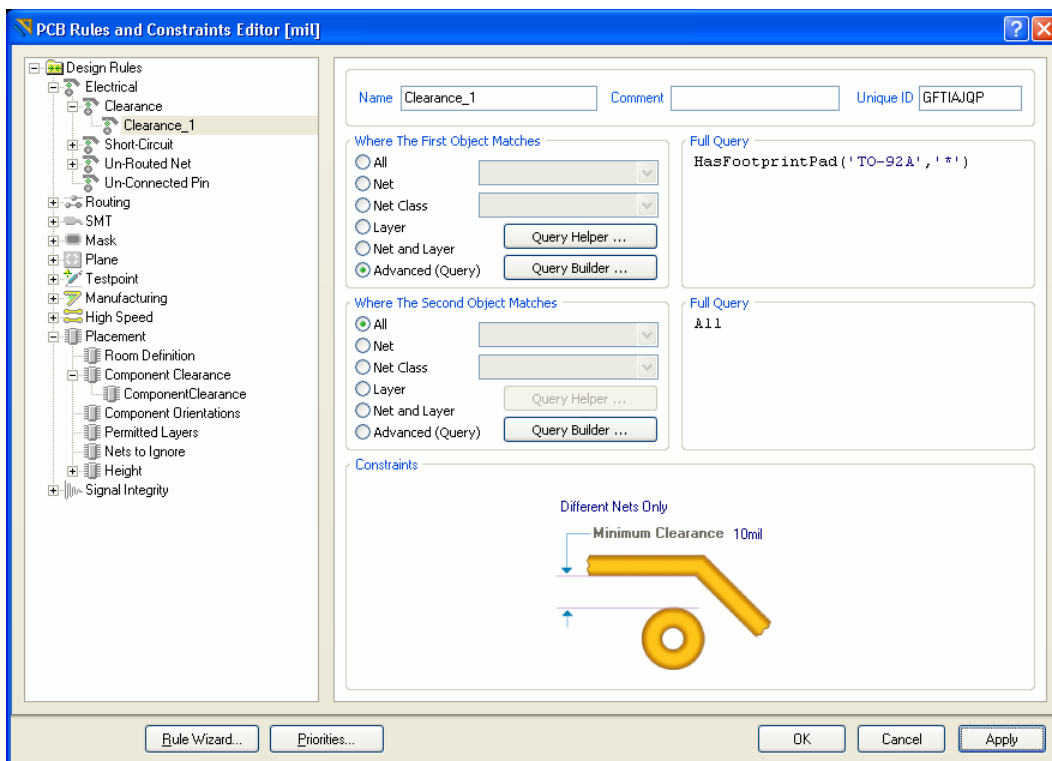 PCB Rules and Constraints Editor [mil]
Design Rules
Electrical
Clearance
Clearance_1
Short-Circuit
Un-Routed Net
Un-Connected Pin
Routing
SMT
Mask
Plane
Testpoint
Manufacturing
High Speed
Placement
Room Definition
Component Clearance
ComponentClearance
Component Orientations
Permitted Layers
Nets to Ignore
Height
Signal Integrity
Name Clearance_1 Comment Unique ID GFTIAJQP
Where The First Object Matches
All
Net
Net Class
Layer
Net and Layer
Advanced (Query)
Query Helper ...
Query Builder ...
Full Query
HasFootprintPad('TO-92A','*')
Where The Second Object Matches
All
Net
Net Class
Layer
Net and Layer
Advanced (Query)
Query Helper ...
Query Builder ...
Full Query
All
Constraints
Different Nets Only
Minimum Clearance 10mil
Rule Wizard... Priorities... OK Cancel Apply